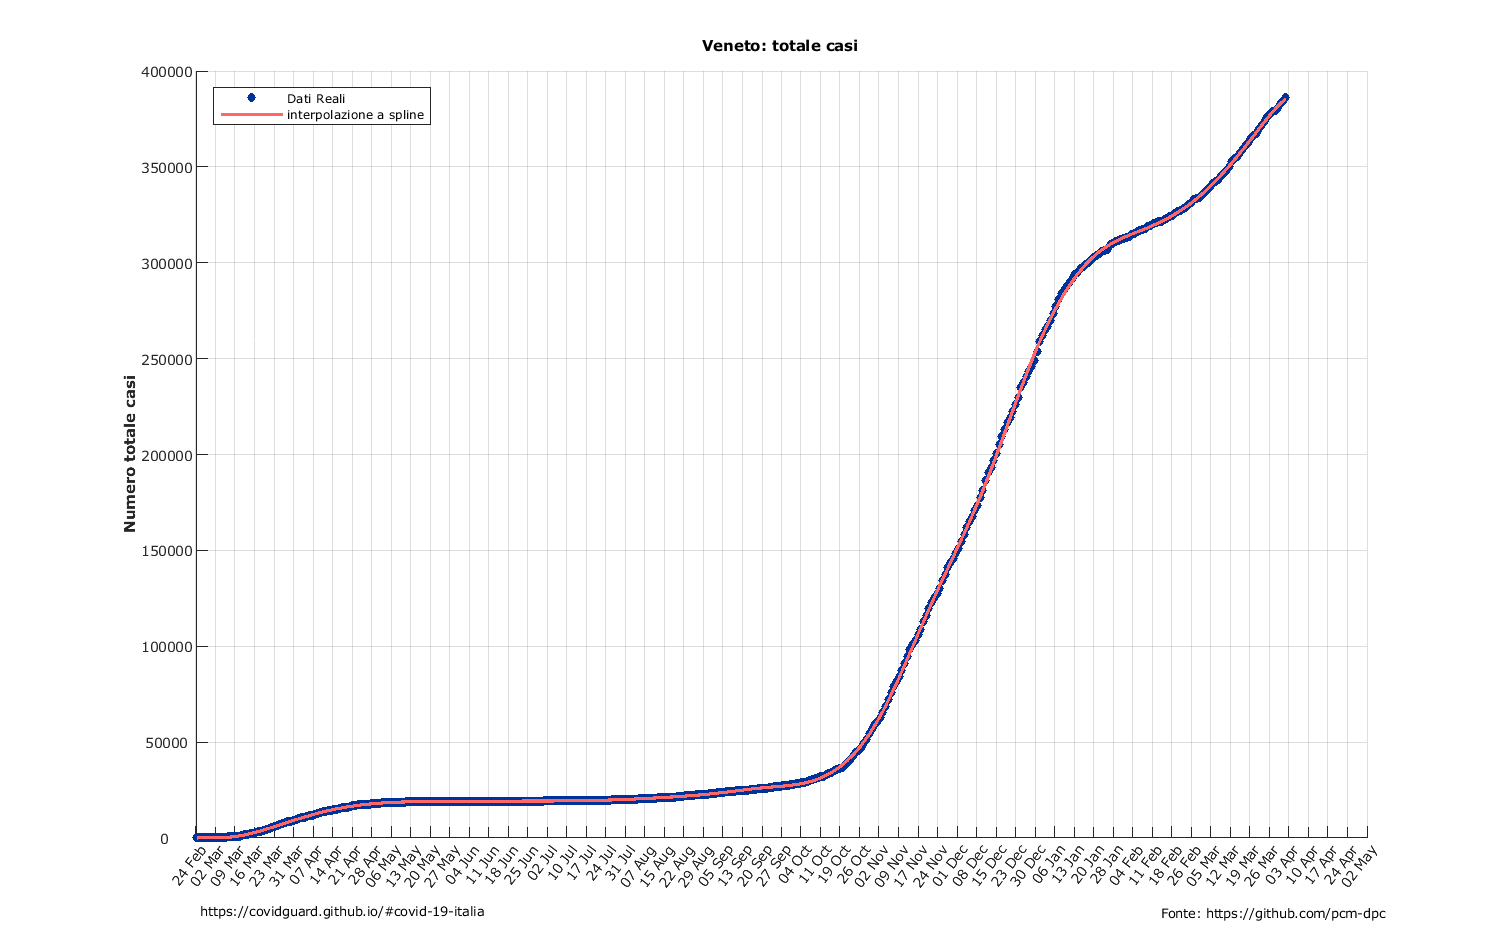 Veneto: totale casi
400000
350000
300000
250000
200000
150000
100000
50000
0
Numero totale casi
Dati Reali
interpolazione a spline
24 Feb
02 Mar
09 Mar
16 Mar
23 Mar
31 Mar
07 Apr
14 Apr
21 Apr
28 Apr
06 May
13 May
20 May
27 May
04 Jun
11 Jun
18 Jun
25 Jun
02 Jul
10 Jul
17 Jul
24 Jul
31 Jul
07 Aug
15 Aug
22 Aug
29 Aug
05 Sep
13 Sep
20 Sep
27 Sep
04 Oct
11 Oct
19 Oct
26 Oct
02 Nov
09 Nov
17 Nov
24 Nov
01 Dec
08 Dec
15 Dec
23 Dec
30 Dec
06 Jan
13 Jan
20 Jan
28 Jan
04 Feb
11 Feb
18 Feb
26 Feb
05 Mar
12 Mar
19 Mar
26 Mar
03 Apr
10 Apr
17 Apr
24 Apr
02 May
https://covidguard.github.io/#covid-19-italia
Fonte: https://github.com/pcm-dpc